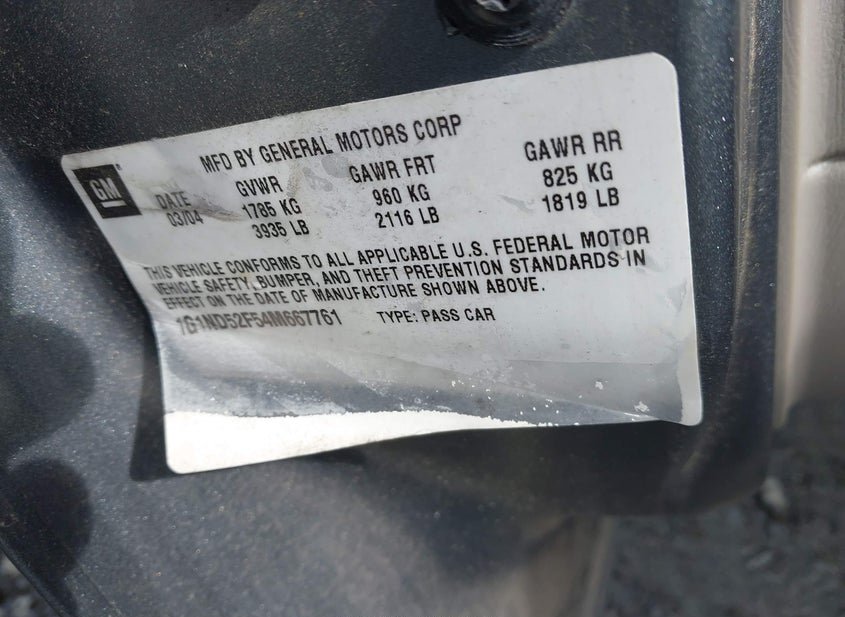 GM
MFD BY GENERAL MOTORS CORP
DATE GVWR GAWR FRT GAWR RR
03/04 1785 KG 960 KG 825 KG
3935 LB 2116 LB 1819 LB
THIS VEHICLE CONFORMS TO ALL APPLICABLE U.S. FEDERAL MOTOR
VEHICLE SAFETY, BUMPER, AND THEFT PREVENTION STANDARDS IN
EFFECT ON THE DATE OF MANUFACTURE SHOWN ABOVE.
1G1ND52F54M667761 TYPE: PASS CAR